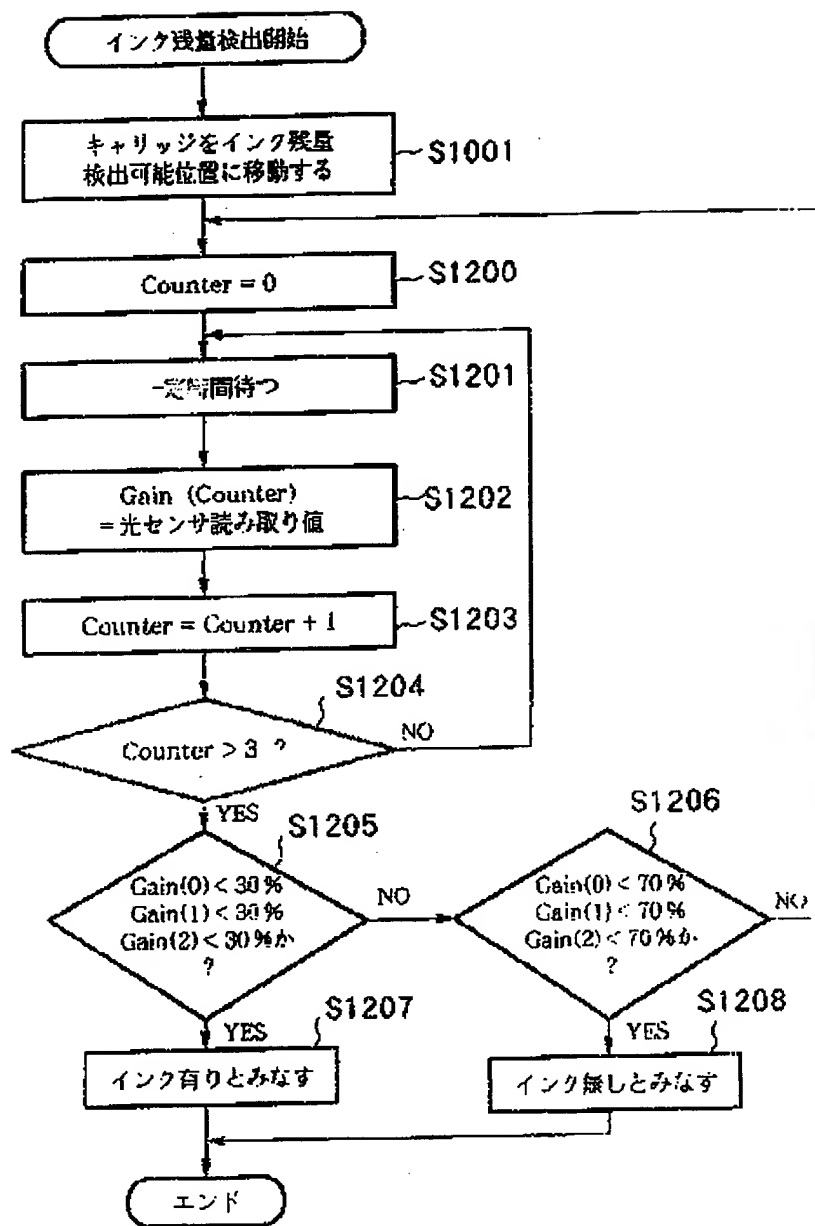 インク残量検出開始
キャリッジをインク残量
検出可能位置に移動する
S1001
Counter = 0
S1200
一定時間待つ
S1201
Gain (Counter)
=光センサ読み取り値
S1202
Counter = Counter + 1
S1203
S1204
Counter > 3 ?
NO
YES
S1205
Gain(0) < 30%
Gain(1) < 30%
Gain(2) < 30%か
?
NO
S1206
Gain(0) < 70%
Gain(1) < 70%
Gain(2) < 70%か
?
NO
YES
S1207
インク有りとみなす
YES
S1208
インク無しとみなす
エンド